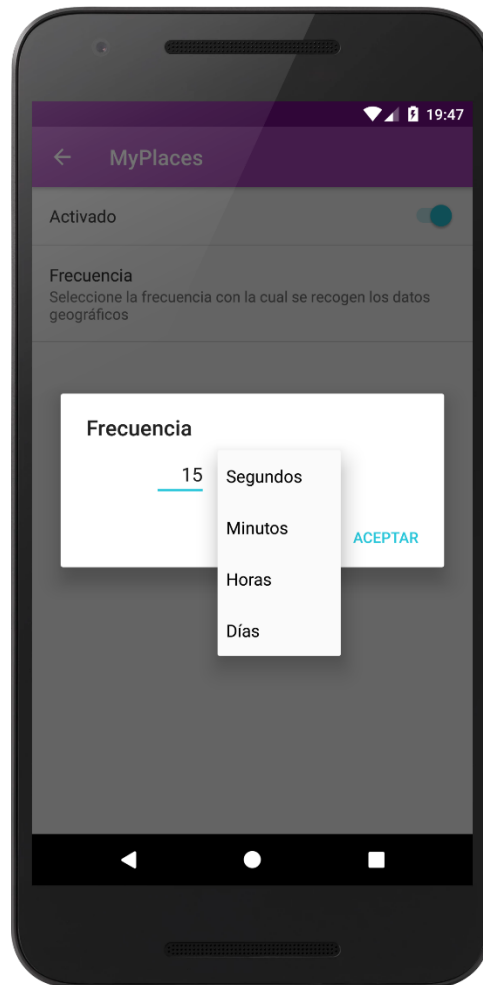 19:47
MyPlaces
Activado
Frecuencia
Seleccione la frecuencia con la cual se recogen los datos
geográficos
Frecuencia
15
Segundos
Minutos
ACEPTAR
Horas
Días